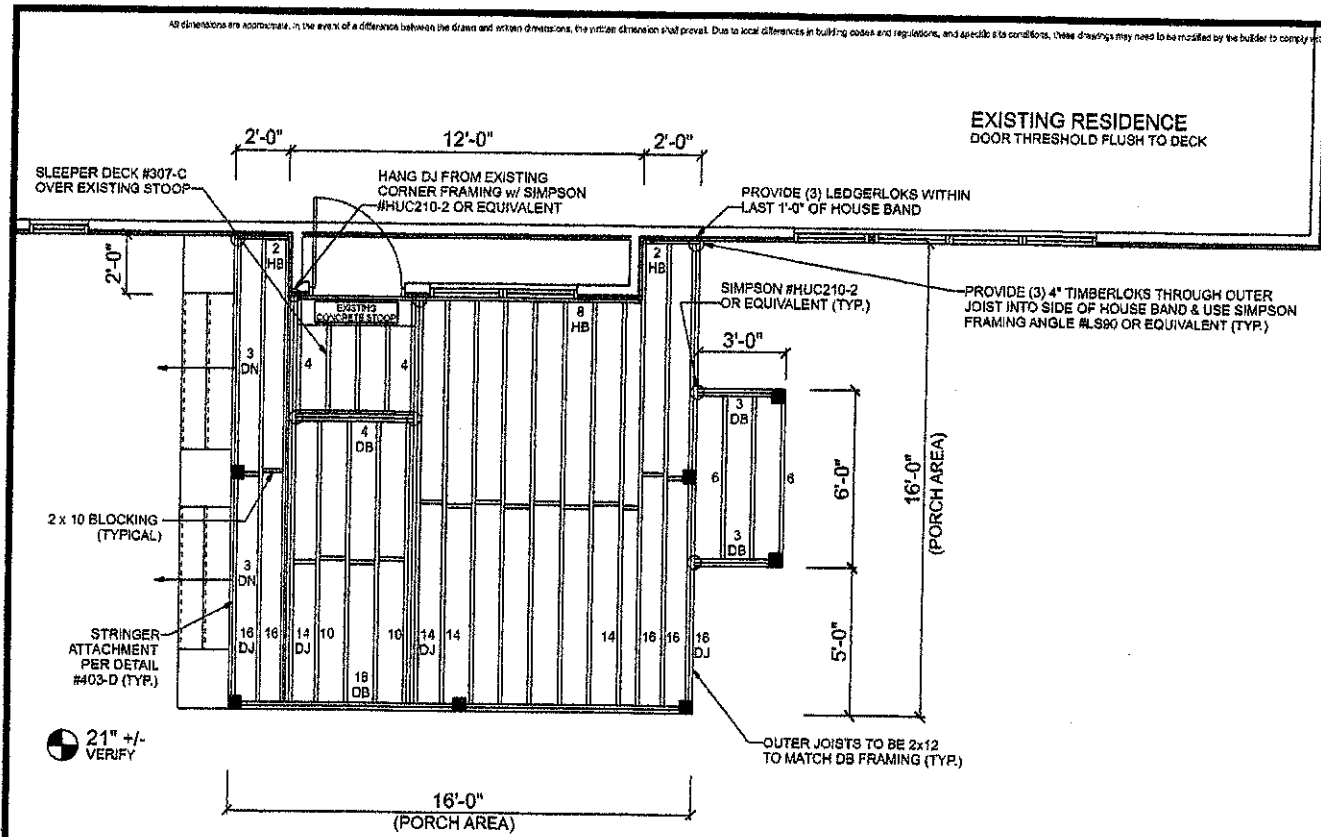 All dimensions are approximate. In the event of a difference between the drawn and written dimensions, the written dimension shall prevail. Due to local differences in building codes and regulations, and specific site conditions, these drawings may need to be modified by the builder to comply
EXISTING RESIDENCE
DOOR THRESHOLD FLUSH TO DECK
2'-0"
12'-0"
2'-0"
SLEEPER DECK #307-C
OVER EXISTING STOOP
HANG DJ FROM EXISTING
CORNER FRAMING w/ SIMPSON
#HUC210-2 OR EQUIVALENT
PROVIDE (3) LEDGERLOKS WITHIN
LAST 1'-0" OF HOUSE BAND
2'-0"
2
HB
2
HB
EXISTING
CONCRETE STOOP
8
HB
SIMPSON #HUC210-2
OR EQUIVALENT (TYP.)
PROVIDE (3) 4" TIMBERLOKS THROUGH OUTER
JOIST INTO SIDE OF HOUSE BAND & USE SIMPSON
FRAMING ANGLE #LS90 OR EQUIVALENT (TYP.)
3
DN
4
4
3'-0"
3
DB
4
DB
6
6
6'-0"
16'-0"
(PORCH AREA)
2 x 10 BLOCKING
(TYPICAL)
3
DB
3
DN
STRINGER
ATTACHMENT
PER DETAIL
#403-D (TYP.)
16
DJ
16
14
DJ
10
10
14
DJ
14
14
16
16
16
DJ
5'-0"
18
DB
21" +/-
VERIFY
OUTER JOISTS TO BE 2x12
TO MATCH DB FRAMING (TYP.)
16'-0"
(PORCH AREA)